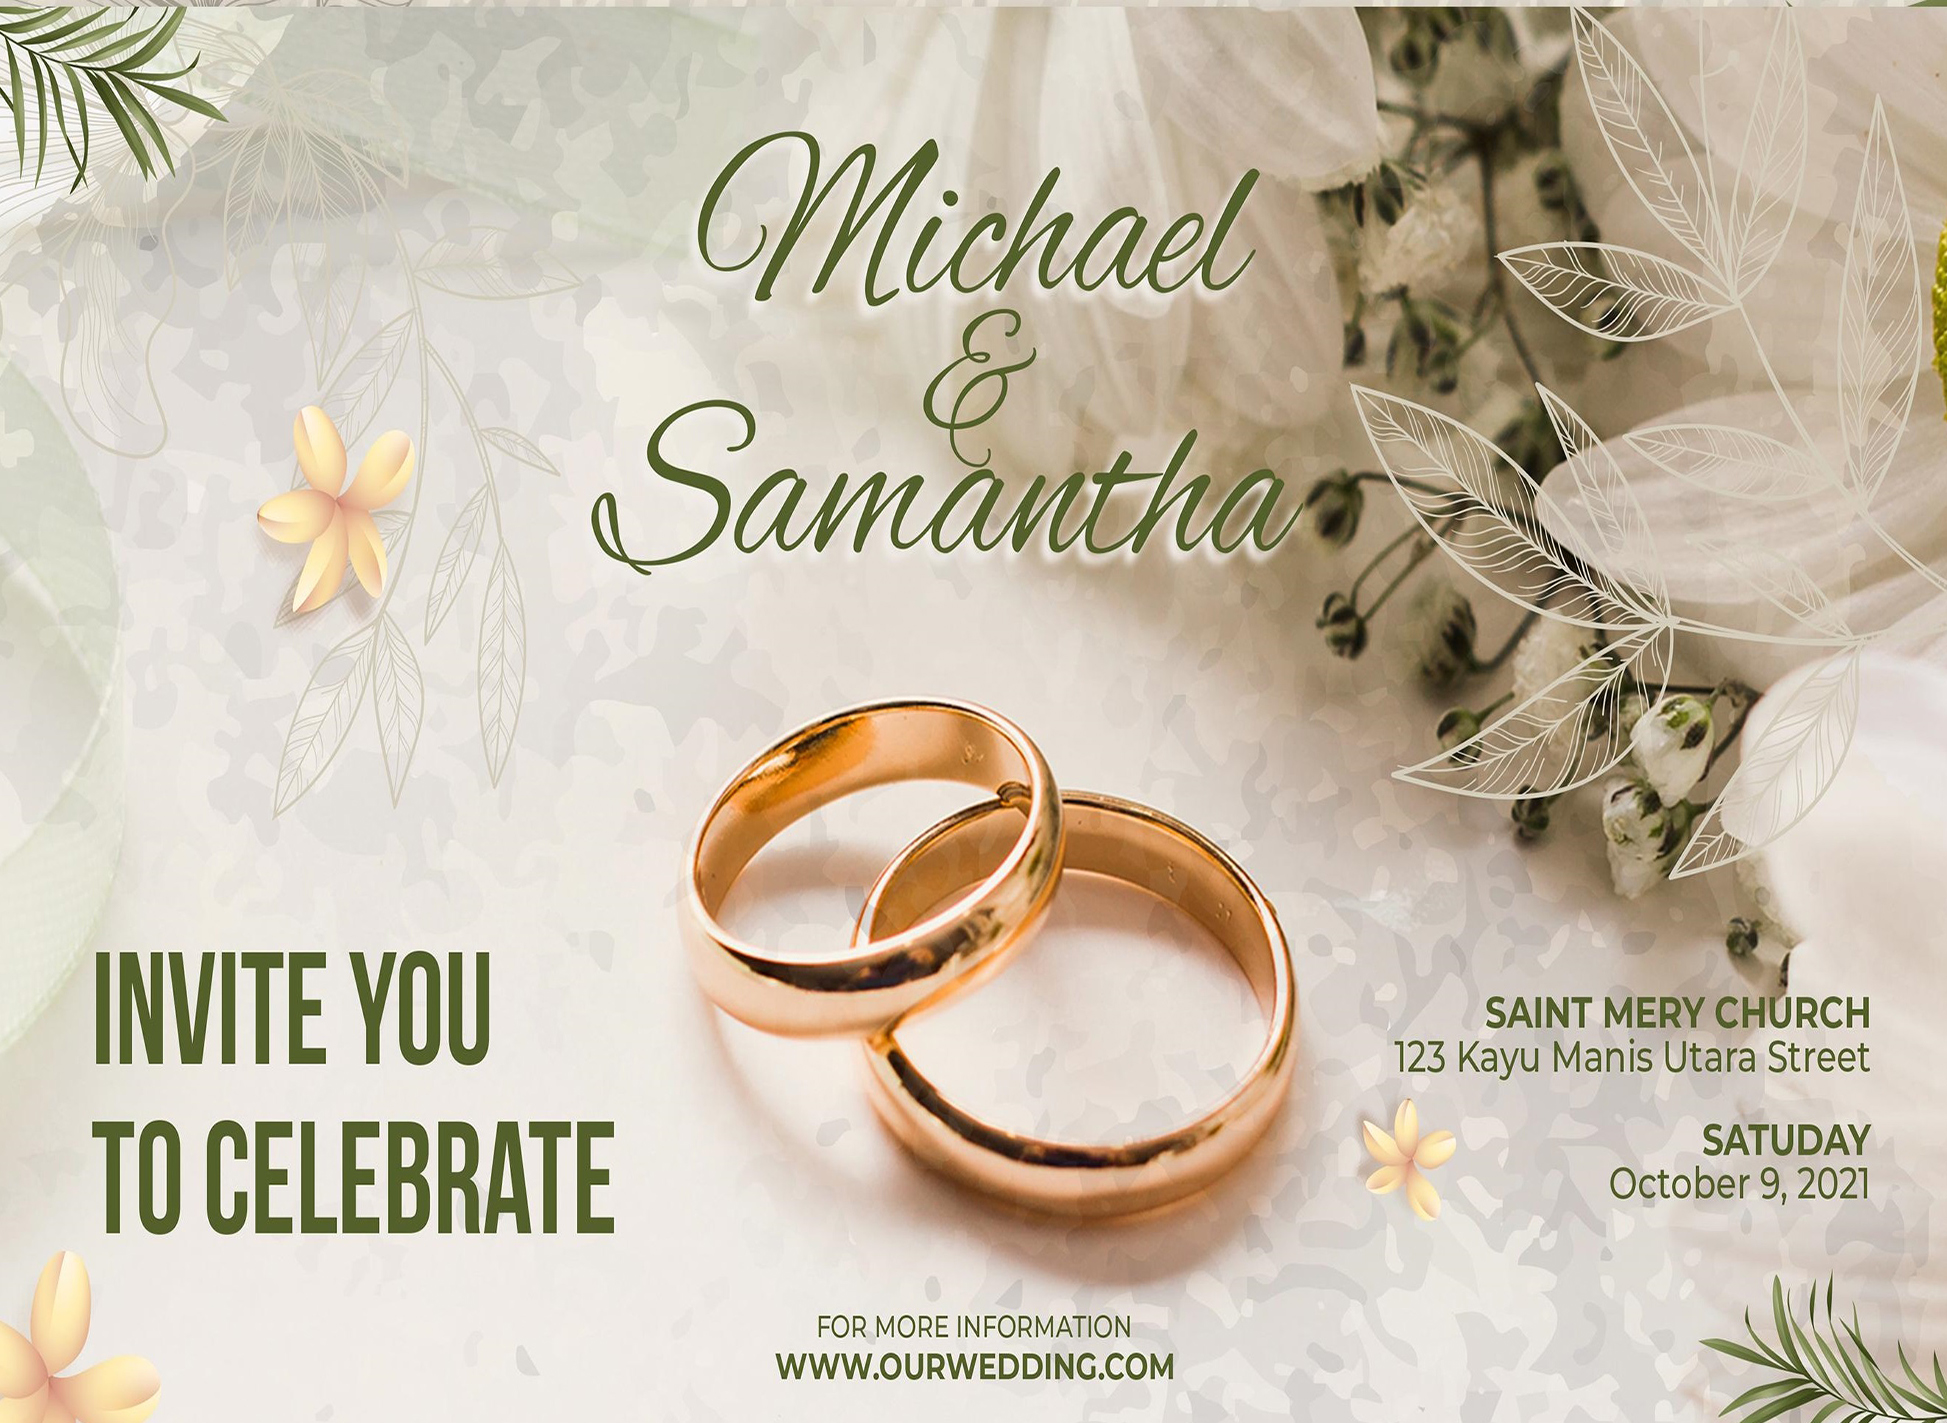 Michael
&
Samantha
INVITE YOU
TO CELEBRATE
SAINT MERY CHURCH
123 Kayu Manis Utara Street
SATUDAY
October 9, 2021
FOR MORE INFORMATION
WWW.OURWEDDING.COM